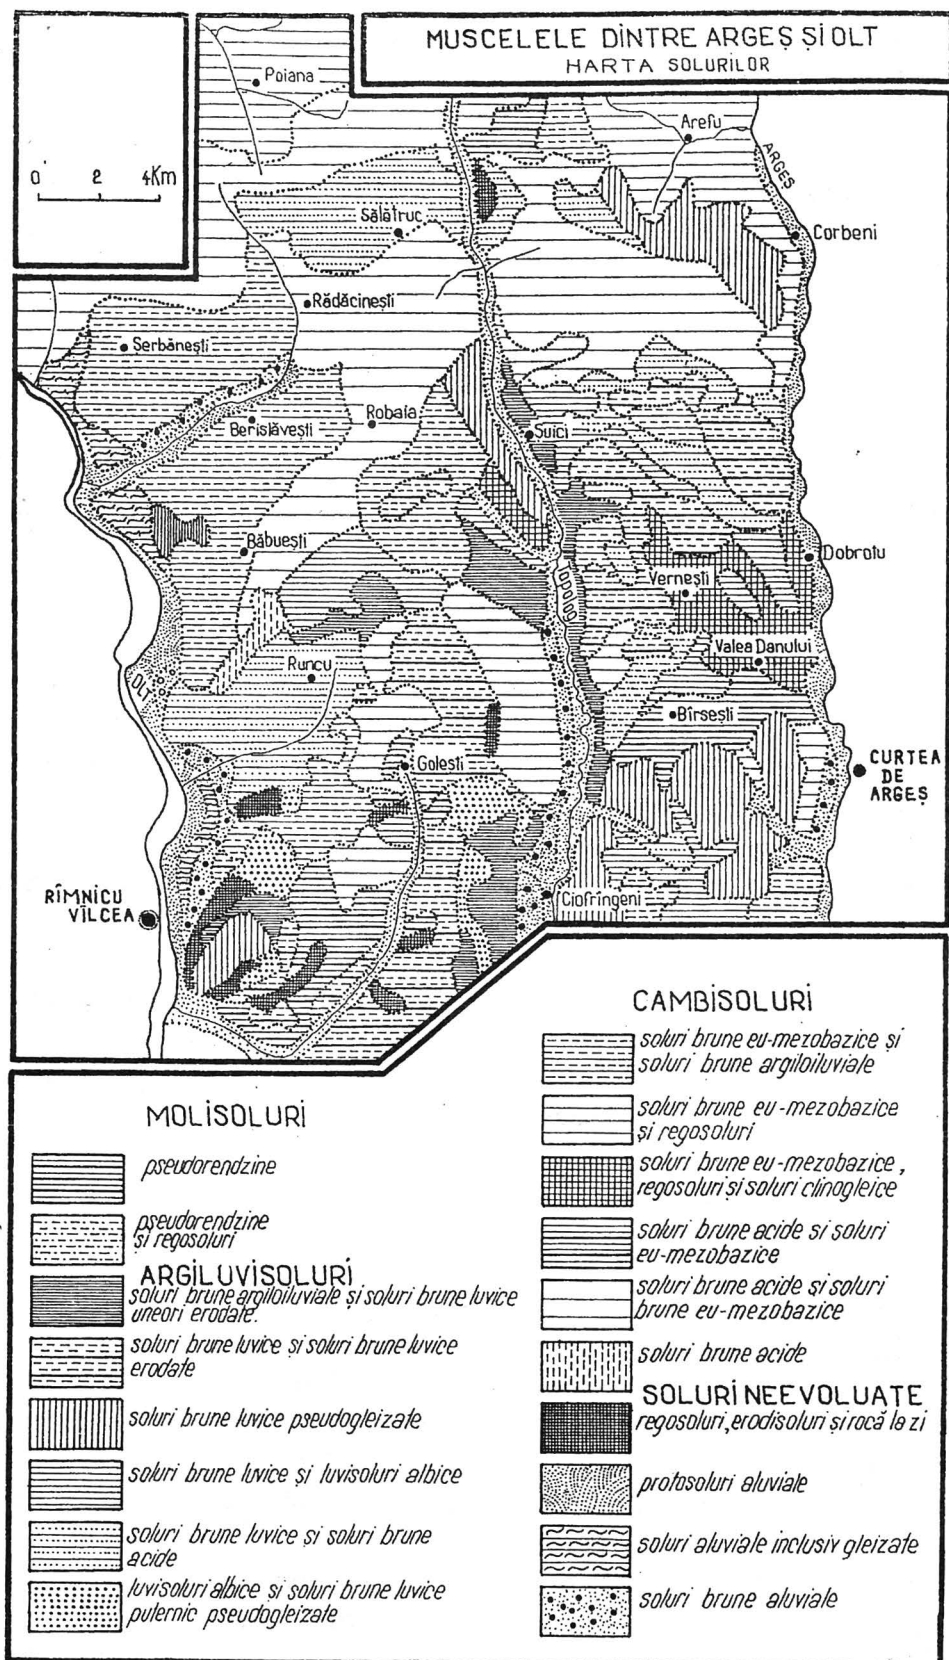 MUSCELELE DINTRE ARGEȘ ȘI OLT
HARTA SOLURILOR
0 2 4Km
Poiana
Arefu
ARGEȘ
Sălătruc
Corbeni
Rădăcinești
Șerbănești
Robaia
Berislăvești
Suici
Băbuești
Dobrotu
Vernești
Valea Danului
Runcu
OLT
Bîrsești
Golești
CURTEA
DE
ARGEȘ
RÎMNICU
VÎLCEA
Ciofringeni
MOLISOLURI
pseudorendzine
pseudorendzine
și regosoluri
ARGILUVISOLURI
soluri brune argiloiluviale și soluri brune luvice
uneori erodate.
soluri brune luvice și soluri brune luvice
erodate
soluri brune luvice pseudogleizate
soluri brune luvice și luvisoluri albice
soluri brune luvice și soluri brune
acide
luvisoluri albice și soluri brune luvice
puternic pseudogleizate
CAMBISOLURI
soluri brune eu-mezobazice și
soluri brune argiloiluviale
soluri brune eu-mezobazice
și regosoluri
soluri brune eu-mezobazice,
regosoluri și soluri clinogleice
soluri brune acide si soluri
eu-mezobazice
soluri brune acide și soluri
brune eu-mezobazice
soluri brune acide
SOLURI NEEVOLUATE
regosoluri, erodisoluri și rocă la zi
protosoluri aluviale
soluri aluviale inclusiv gleizate
soluri brune aluviale